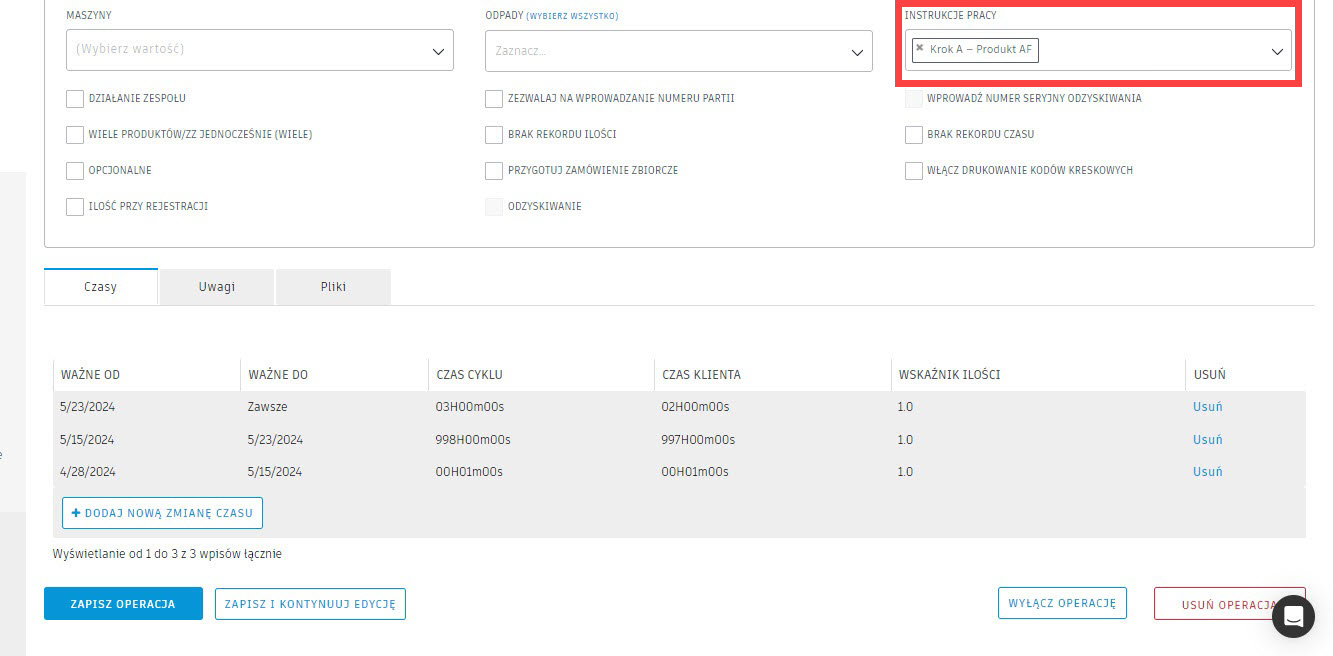 MASZYNY
ODPADY (WYBIERZ WSZYSTKO)
INSTRUKCJE PRACY
(Wybierz wartość)
Zaznacz...
× Krok A – Produkt AF
DZIAŁANIE ZESPOŁU
ZEZWALAJ NA WPROWADZANIE NUMERU PARTII
WPROWADŹ NUMER SERYJNY ODZYSKIWANIA
WIELE PRODUKTÓW/ZZ JEDNOCZEŚNIE (WIELE)
BRAK REKORDU ILOŚCI
BRAK REKORDU CZASU
OPCJONALNE
PRZYGOTUJ ZAMÓWIENIE ZBIORCZE
WŁĄCZ DRUKOWANIE KODÓW KRESKOWYCH
ILOŚĆ PRZY REJESTRACJI
ODZYSKIWANIE
Czasy Uwagi Pliki
WAŻNE OD WAŻNE DO CZAS CYKLU CZAS KLIENTA WSKAŹNIK ILOŚCI USUŃ
5/23/2024 Zawsze 03H00m00s 02H00m00s 1.0 Usuń
5/15/2024 5/23/2024 998H00m00s 997H00m00s 1.0 Usuń
4/28/2024 5/15/2024 00H01m00s 00H01m00s 1.0 Usuń
e
+ DODAJ NOWĄ ZMIANĘ CZASU
Wyświetlanie od 1 do 3 z 3 wpisów łącznie
ZAPISZ OPERACJA ZAPISZ I KONTYNUUJ EDYCJĘ WYŁĄCZ OPERACJĘ USUŃ OPERACJA